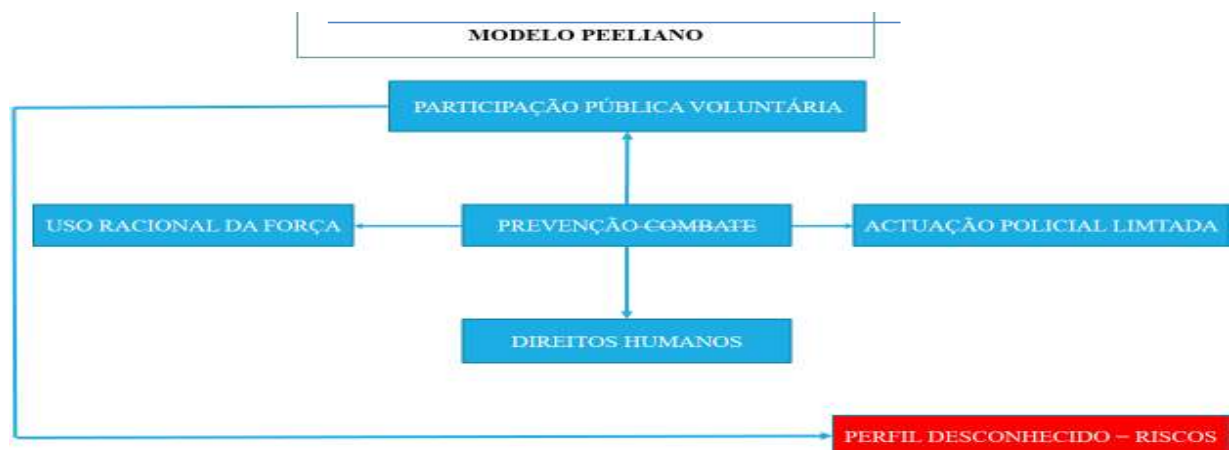 MODELO PEELIANO
PARTICIPAÇÃO PÚBLICA VOLUNTÁRIA
USO RACIONAL DA FORÇA
PREVENÇÃO COMBATE
ACTUAÇÃO POLICIAL LIMTADA
DIREITOS HUMANOS
PERFIL DESCONHECIDO – RISCOS